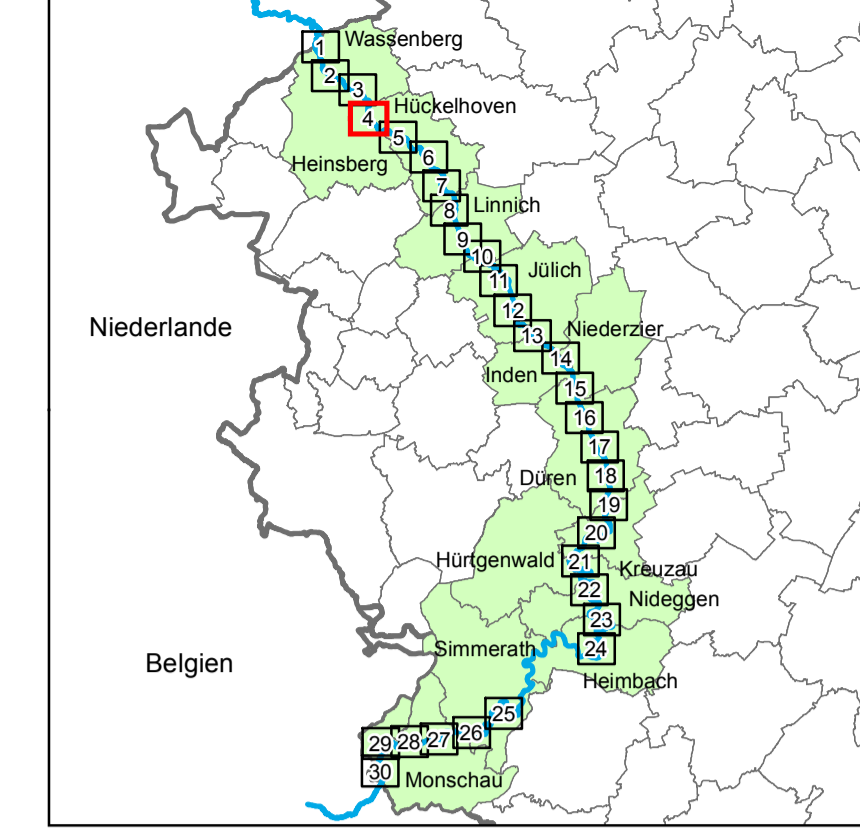 1
Wassenberg
2
3
Hückelhoven
4
5
6
Heinsberg
7
Linnich
8
9
10
Jülich
11
12
Niederlande
13
Niederzier
14
Inden
15
16
17
Düren
18
19
20
Hürtgenwald
21
Kreuzau
22
Nideggen
23
Simmerath
24
Belgien
Heimbach
25
26
27
28
29
30
Monschau